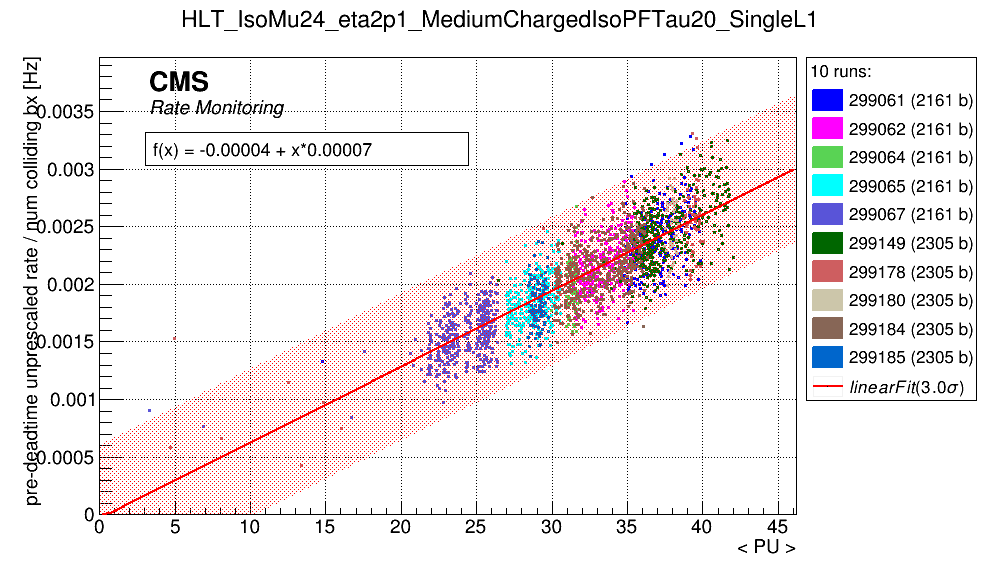 HLT_IsoMu24_eta2p1_MediumChargedIsoPFTau20_SingleL1
CMS
Rate Monitoring
f(x) = -0.00004 + x*0.00007
pre-deadtime unprescaled rate / num colliding bx [Hz]
0.0035
0.003
0.0025
0.002
0.0015
0.001
0.0005
0
0 5 10 15 20 25 30 35 40 45
< PU >
10 runs:
299061 (2161 b)
299062 (2161 b)
299064 (2161 b)
299065 (2161 b)
299067 (2161 b)
299149 (2305 b)
299178 (2305 b)
299180 (2305 b)
299184 (2305 b)
299185 (2305 b)
linearFit(3.0σ)